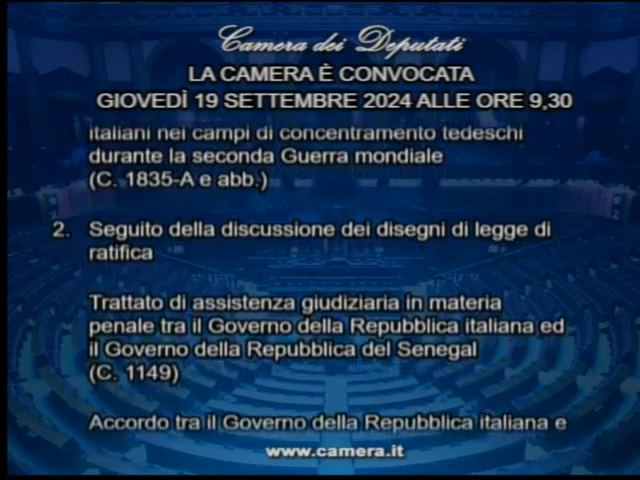 Camera dei Deputati
LA CAMERA È CONVOCATA
GIOVEDÌ 19 SETTEMBRE 2024 ALLE ORE 9,30
italiani nei campi di concentramento tedeschi
durante la seconda Guerra mondiale
(C. 1835-A e abb.)
2. Seguito della discussione dei disegni di legge di
ratifica
Trattato di assistenza giudiziaria in materia
penale tra il Governo della Repubblica italiana ed
il Governo della Repubblica del Senegal
(C. 1149)
Accordo tra il Governo della Repubblica italiana e
www.camera.it